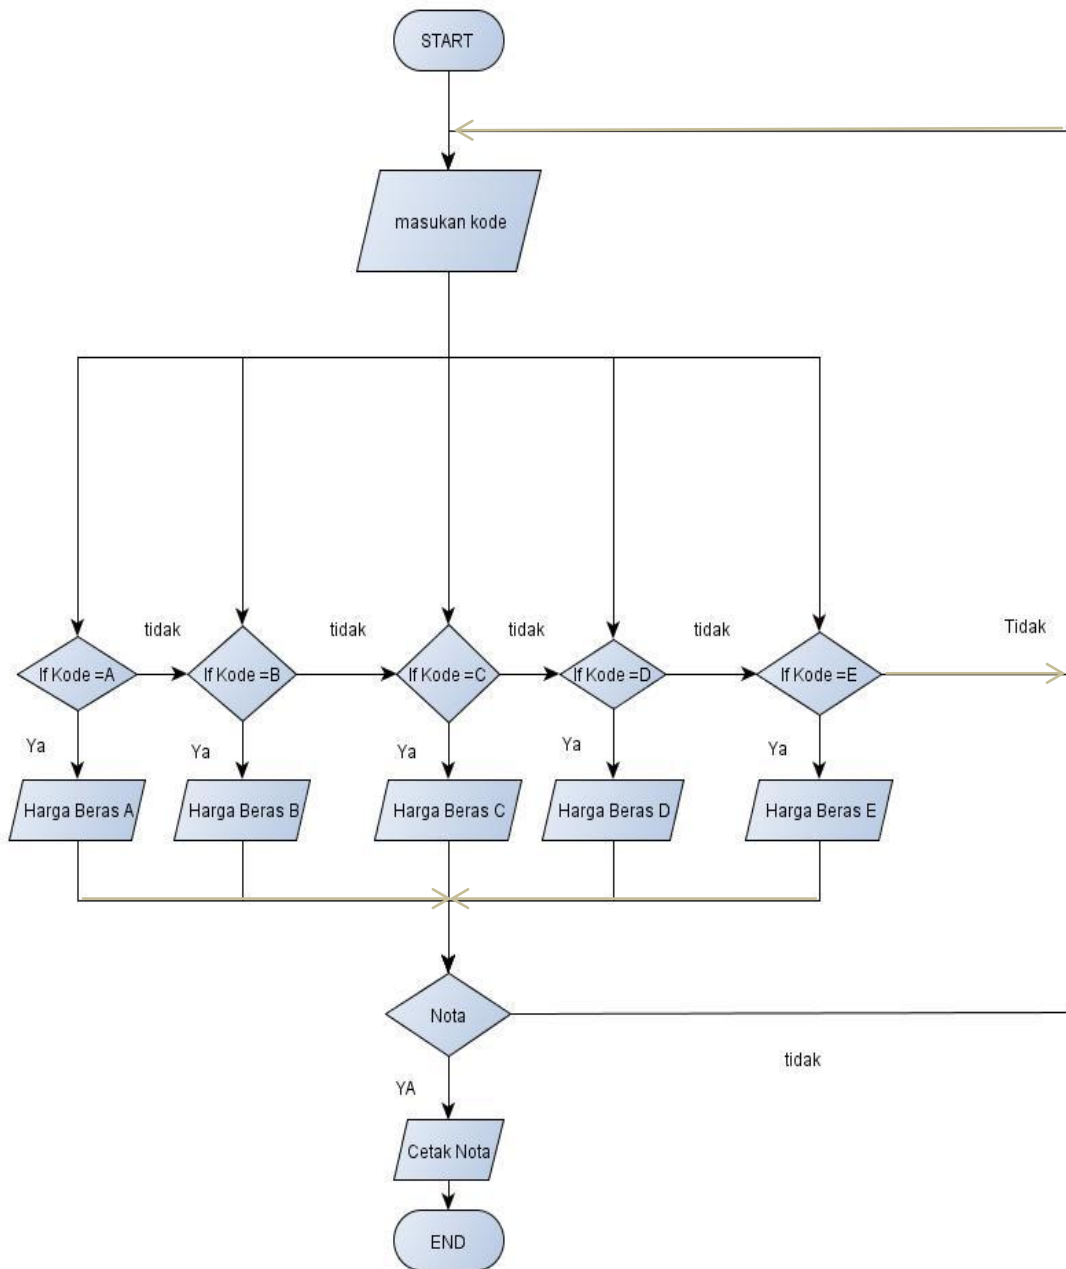 START
masukan kode
tidak
tidak
tidak
tidak
Tidak
If Kode =A
If Kode =B
If Kode =C
If Kode =D
If Kode =E
Ya
Ya
Ya
Ya
Ya
Harga Beras A
Harga Beras B
Harga Beras C
Harga Beras D
Harga Beras E
Nota
tidak
YA
Cetak Nota
END